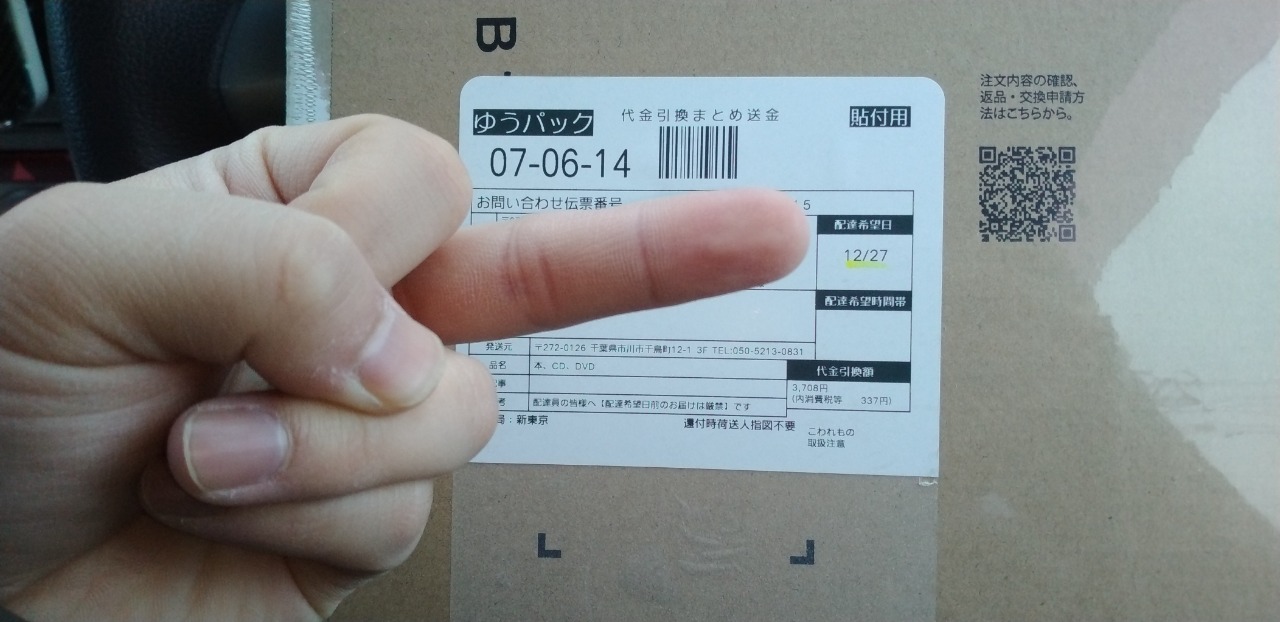 B
ゆうパック
代金引換まとめ送金
貼付用
07-06-14
お問い合わせ伝票番号
5
配達希望日
12/27
配達希望時間帯
発送元
〒272-0126 千葉県市川市千鳥町12-1 3F TEL:050-5213-0831
品名
本、CD、DVD
代金引換額
3,708円
(内消費税等 337円)
事
考
配達員の皆様へ【配達希望日前のお届けは厳禁】です
局：新東京
還付時荷送人指図不要
こわれもの
取扱注意
注文内容の確認、
返品・交換申請方
法はこちらから。